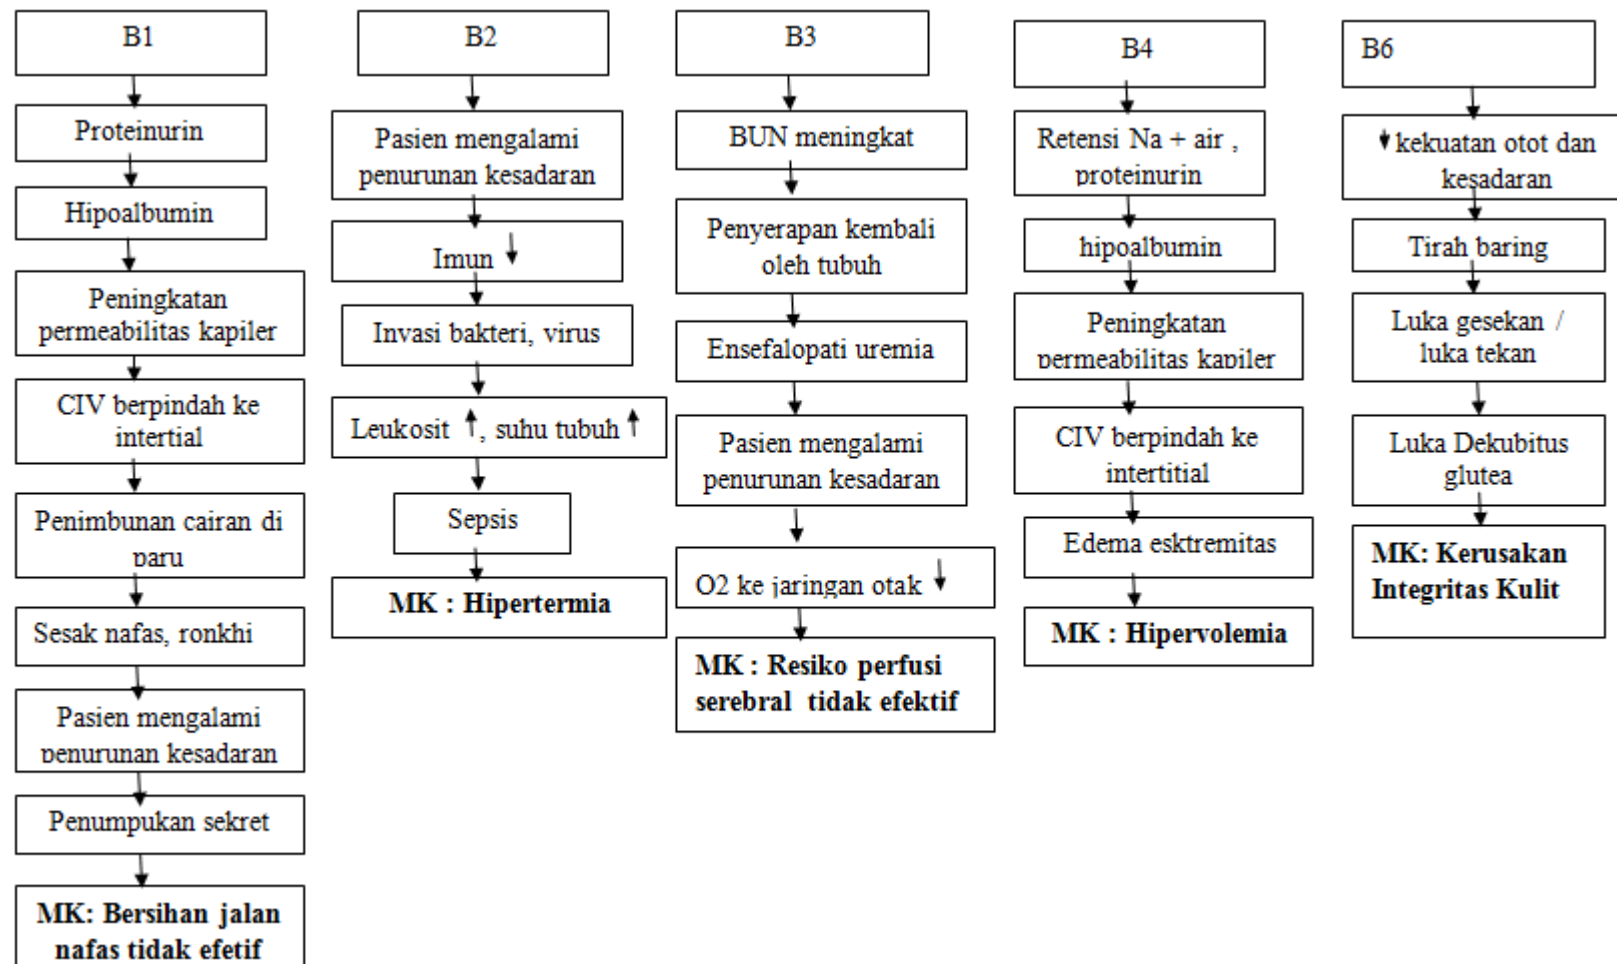 B1
Proteinurin
Hipoalbumin
Peningkatan
permeabilitas kapiler
CIV berpindah ke
intertial
Penimbunan cairan di
paru
Sesak nafas, ronkhi
Pasien mengalami
penurunan kesadaran
Penumpukan sekret
MK: Bersihan jalan
nafas tidak efetif
B2
Pasien mengalami
penurunan kesadaran
Imun ↓
Invasi bakteri, virus
Leukosit ↑, suhu tubuh ↑
Sepsis
MK : Hipertermia
B3
BUN meningkat
Penyerapan kembali
oleh tubuh
Ensefalopati uremia
Pasien mengalami
penurunan kesadaran
O2 ke jaringan otak ↓
MK : Resiko perfusi
serebral tidak efektif
B4
Retensi Na + air ,
proteinurin
hipoalbumin
Peningkatan
permeabilitas kapiler
CIV berpindah ke
intertitial
Edema esktremitas
MK : Hipervolemia
B6
↓ kekuatan otot dan
kesadaran
Tirah baring
Luka gesekan /
luka tekan
Luka Dekubitus
glutea
MK: Kerusakan
Integritas Kulit